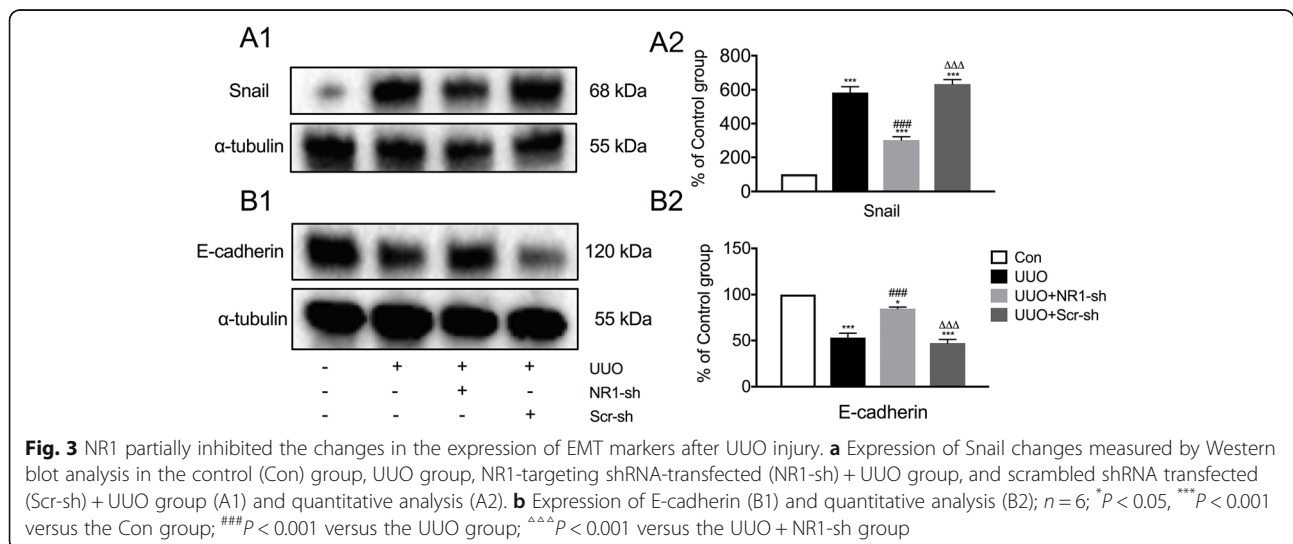 A1
Snail 68 kDa
α-tubulin 55 kDa
A2
% of Control group
800
600
400
200
0
***
###
***
ΔΔΔ
***
Snail
B1
E-cadherin 120 kDa
α-tubulin 55 kDa
- + + + UUO
- - + - NR1-sh
- - - + Scr-sh
B2
% of Control group
150
100
50
0
***
###
*
ΔΔΔ
***
E-cadherin
Con
UUO
UUO+NR1-sh
UUO+Scr-sh
Fig. 3 NR1 partially inhibited the changes in the expression of EMT markers after UUO injury. a Expression of Snail changes measured by Western
blot analysis in the control (Con) group, UUO group, NR1-targeting shRNA-transfected (NR1-sh) + UUO group, and scrambled shRNA transfected
(Scr-sh) + UUO group (A1) and quantitative analysis (A2). b Expression of E-cadherin (B1) and quantitative analysis (B2); n = 6; *P < 0.05, ***P < 0.001
versus the Con group; ###P < 0.001 versus the UUO group; ΔΔΔP < 0.001 versus the UUO + NR1-sh group